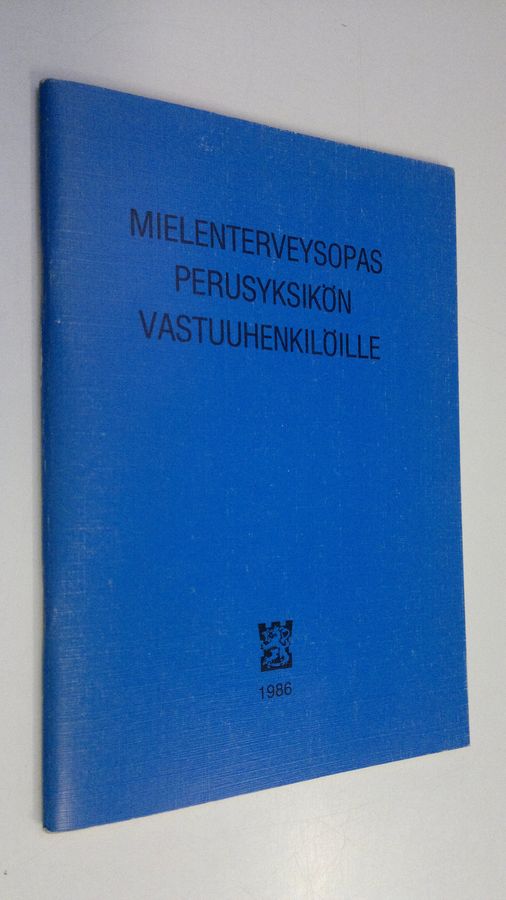 MIELENTERVEYSOPAS
PERUSYKSIKÖN
VASTUUHENKILÖILLE
1986